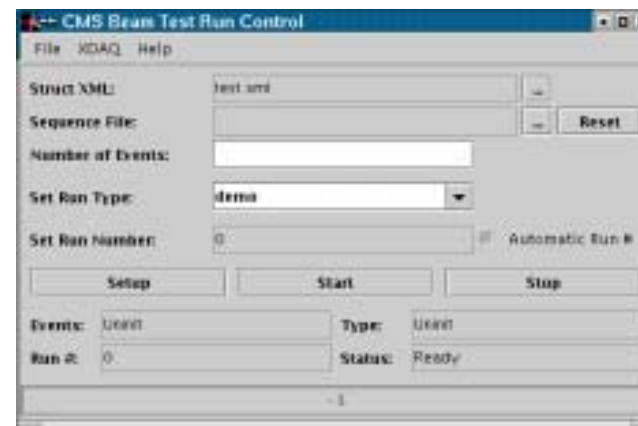 CMS Beam Test Run Control
File XDAQ Help
Struct XML: test xml ...
Sequence File: ... Reset
Number of Events:
Set Run Type: demo
Set Run Number: 0 Automatic Run #
Setup Start Stop
Events: Uninit Type: Uninit
Run #: 0 Status: Ready
- 1